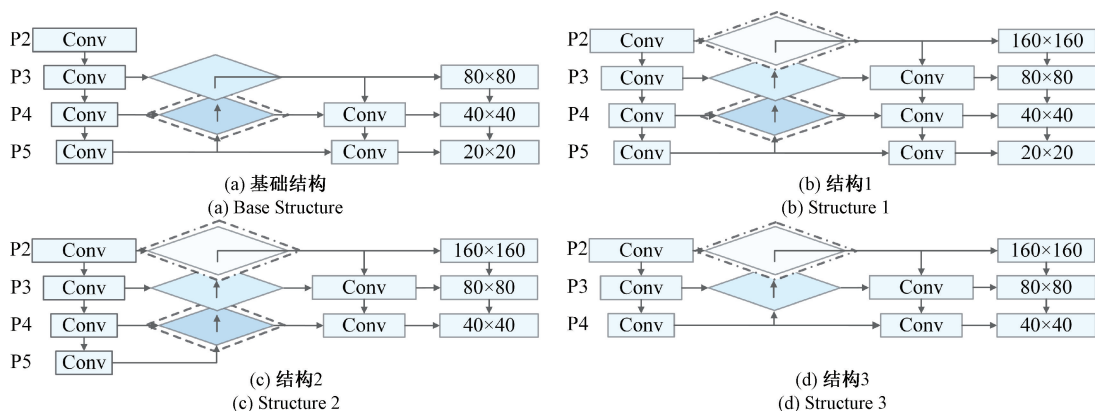 P2 Conv
P3 Conv 80×80
P4 Conv Conv 40×40
P5 Conv Conv 20×20
(a) 基础结构
(a) Base Structure
P2 Conv 160×160
P3 Conv Conv 80×80
P4 Conv Conv 40×40
P5 Conv Conv 20×20
(b) 结构1
(b) Structure 1
P2 Conv 160×160
P3 Conv Conv 80×80
P4 Conv Conv 40×40
P5 Conv
(c) 结构2
(c) Structure 2
P2 Conv 160×160
P3 Conv Conv 80×80
P4 Conv Conv 40×40
(d) 结构3
(d) Structure 3